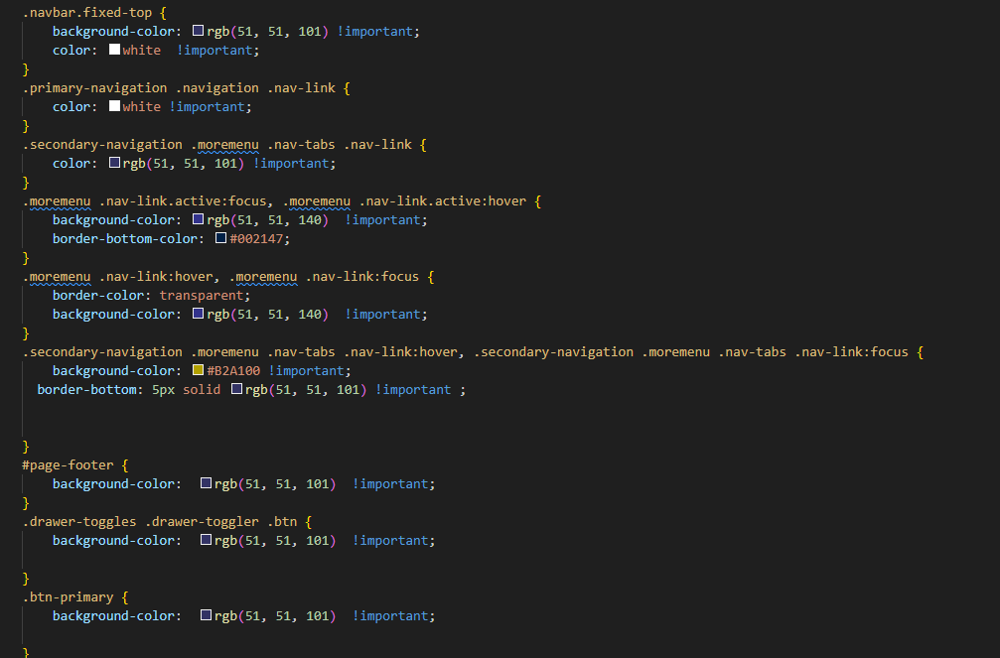 .navbar.fixed-top {
    background-color: rgb(51, 51, 101) !important;
    color: white  !important;
}
.primary-navigation .navigation .nav-link {
    color: white !important;
}
.secondary-navigation .moremenu .nav-tabs .nav-link {
    color: rgb(51, 51, 101) !important;
}
.moremenu .nav-link.active:focus, .moremenu .nav-link.active:hover {
    background-color: rgb(51, 51, 140)  !important;
    border-bottom-color: #002147;
}
.moremenu .nav-link:hover, .moremenu .nav-link:focus {
    border-color: transparent;
    background-color: rgb(51, 51, 140)  !important;
}
.secondary-navigation .moremenu .nav-tabs .nav-link:hover, .secondary-navigation .moremenu .nav-tabs .nav-link:focus {
    background-color: #B2A100 !important;
  border-bottom: 5px solid rgb(51, 51, 101) !important ;
}
#page-footer {
    background-color:  rgb(51, 51, 101)  !important;
}
.drawer-toggles .drawer-toggler .btn {
    background-color:  rgb(51, 51, 101)  !important;
}
.btn-primary {
    background-color:  rgb(51, 51, 101)  !important;
}